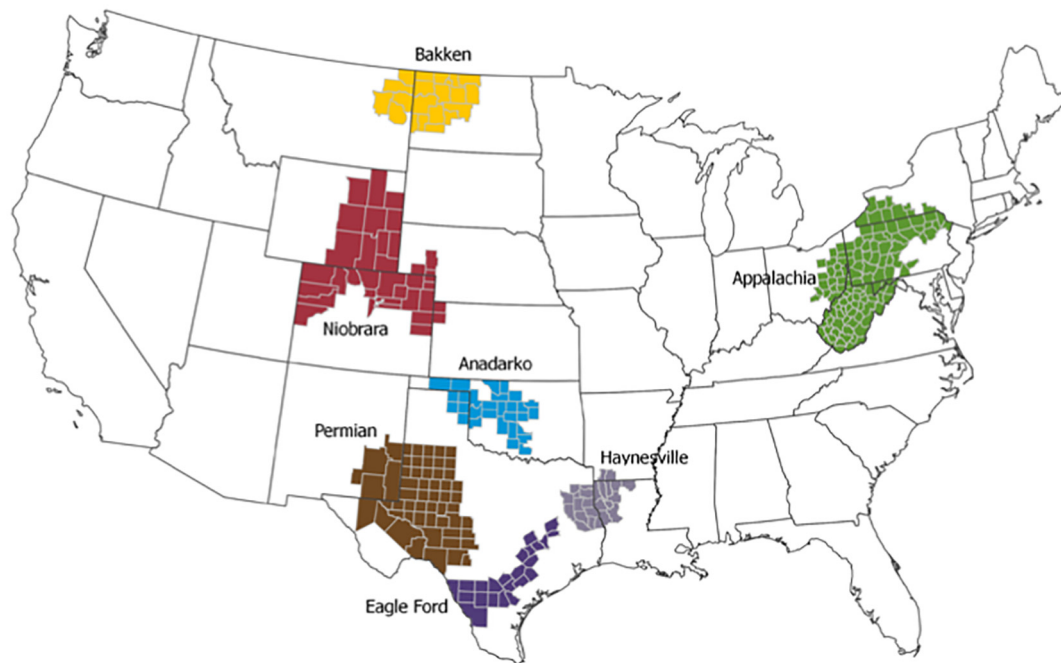 Bakken
Appalachia
Niobrara
Anadarko
Permian
Haynesville
Eagle Ford